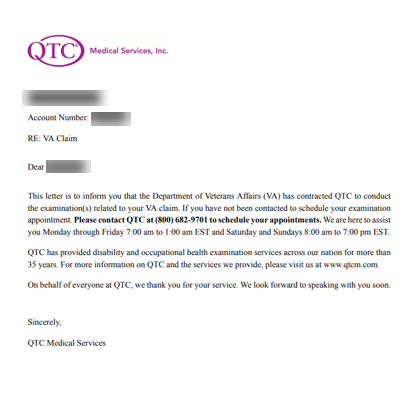 QTC® Medical Services, Inc.
Account Number:
RE: VA Claim
Dear
This letter is to inform you that the Department of Veterans Affairs (VA) has contracted QTC to conduct
the examination(s) related to your VA claim. If you have not been contacted to schedule your examination
appointment. Please contact QTC at (800) 682-9701 to schedule your appointments. We are here to assist
you Monday through Friday 7:00 am to 1:00 am EST and Saturday and Sundays 8:00 am to 7:00 pm EST.
QTC has provided disability and occupational health examination services across our nation for more than
35 years. For more information on QTC and the services we provide, please visit us at www.qtcm.com.
On behalf of everyone at QTC, we thank you for your service. We look forward to speaking with you soon.
Sincerely,
QTC Medical Services